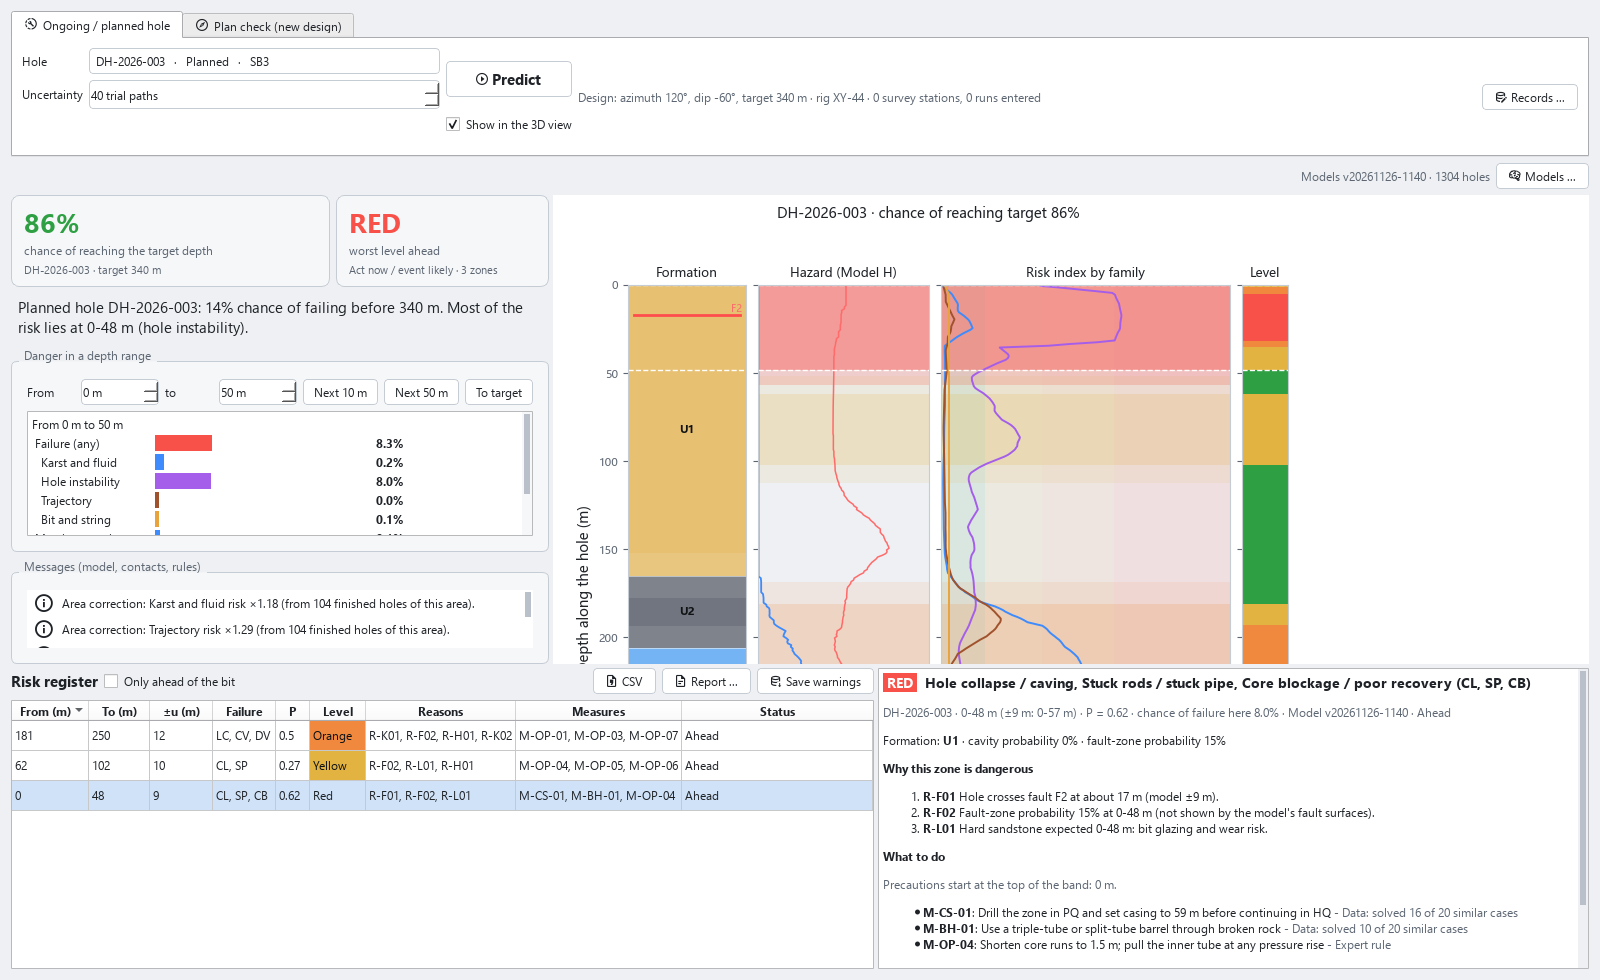 Ongoing / planned hole
Plan check (new design)
Hole
DH-2026-003 · Planned · SB3
Uncertainty
40 trial paths
Predict
Show in the 3D view
Design: azimuth 120°, dip -60°, target 340 m · rig XY-44 · 0 survey stations, 0 runs entered
Records ...
Models v20261126-1140 · 1304 holes
Models ...
86%
chance of reaching the target depth
DH-2026-003 · target 340 m
RED
worst level ahead
Act now / event likely · 3 zones
Planned hole DH-2026-003: 14% chance of failing before 340 m. Most of the
risk lies at 0-48 m (hole instability).
Danger in a depth range
From
0 m
to
50 m
Next 10 m
Next 50 m
To target
From 0 m to 50 m
Failure (any) 8.3%
Karst and fluid 0.2%
Hole instability 8.0%
Trajectory 0.0%
Bit and string 0.1%
Messages (model, contacts, rules)
Area correction: Karst and fluid risk ×1.18 (from 104 finished holes of this area).
Area correction: Trajectory risk ×1.29 (from 104 finished holes of this area).
DH-2026-003 · chance of reaching target 86%
Formation
Hazard (Model H)
Risk index by family
Level
0
50
100
150
200
epth along the hole (m)
F2
U1
U2
Risk register
Only ahead of the bit
CSV
Report ...
Save warnings
From (m) To (m) ±u (m) Failure P Level Reasons Measures Status
181 250 12 LC, CV, DV 0.5 Orange R-K01, R-F02, R-H01, R-K02 M-OP-01, M-OP-03, M-OP-07 Ahead
62 102 10 CL, SP 0.27 Yellow R-F02, R-L01, R-H01 M-OP-04, M-OP-05, M-OP-06 Ahead
0 48 9 CL, SP, CB 0.62 Red R-F01, R-F02, R-L01 M-CS-01, M-BH-01, M-OP-04 Ahead
RED Hole collapse / caving, Stuck rods / stuck pipe, Core blockage / poor recovery (CL, SP, CB)
DH-2026-003 · 0-48 m (±9 m: 0-57 m) · P = 0.62 · chance of failure here 8.0% · Model v20261126-1140 · Ahead
Formation: U1 · cavity probability 0% · fault-zone probability 15%
Why this zone is dangerous
1. R-F01 Hole crosses fault F2 at about 17 m (model ±9 m).
2. R-F02 Fault-zone probability 15% at 0-48 m (not shown by the model's fault surfaces).
3. R-L01 Hard sandstone expected 0-48 m: bit glazing and wear risk.
What to do
Precautions start at the top of the band: 0 m.
• M-CS-01: Drill the zone in PQ and set casing to 59 m before continuing in HQ - Data: solved 16 of 20 similar cases
• M-BH-01: Use a triple-tube or split-tube barrel through broken rock - Data: solved 10 of 20 similar cases
• M-OP-04: Shorten core runs to 1.5 m; pull the inner tube at any pressure rise - Expert rule